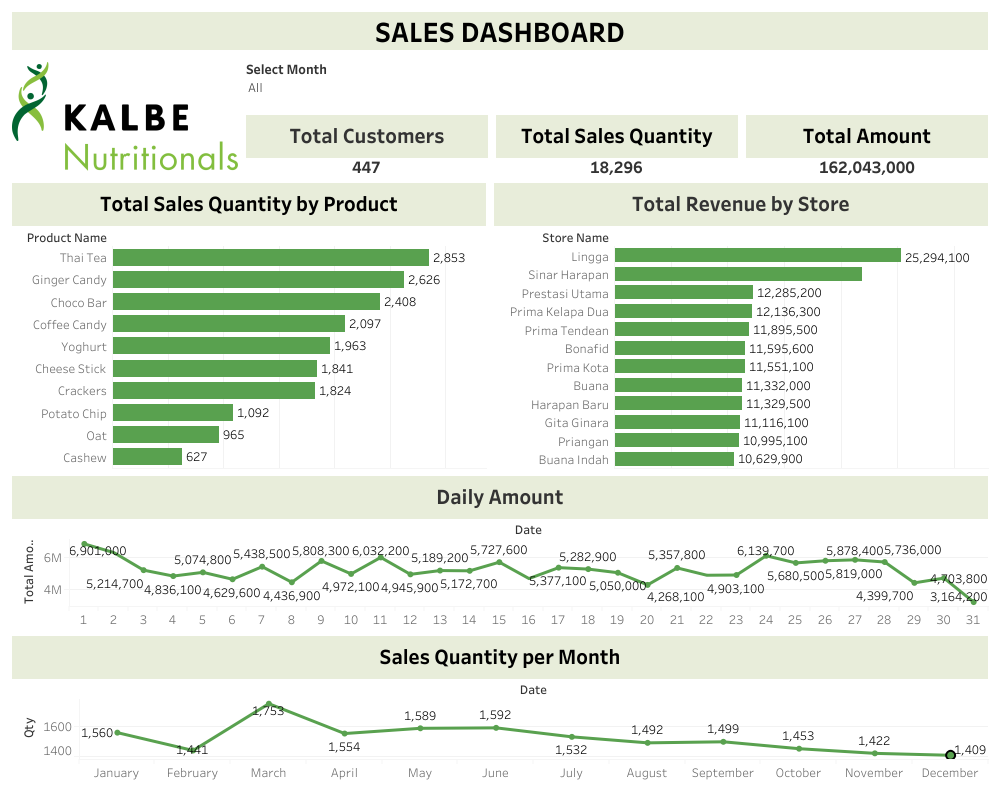 SALES DASHBOARD
KALBE
Nutritionals
Select Month
All
Total Customers
447
Total Sales Quantity
18,296
Total Amount
162,043,000
Total Sales Quantity by Product
Product Name
Thai Tea 2,853
Ginger Candy 2,626
Choco Bar 2,408
Coffee Candy 2,097
Yoghurt 1,963
Cheese Stick 1,841
Crackers 1,824
Potato Chip 1,092
Oat 965
Cashew 627
Total Revenue by Store
Store Name
Lingga 25,294,100
Sinar Harapan
Prestasi Utama 12,285,200
Prima Kelapa Dua 12,136,300
Prima Tendean 11,895,500
Bonafid 11,595,600
Prima Kota 11,551,100
Buana 11,332,000
Harapan Baru 11,329,500
Gita Ginara 11,116,100
Priangan 10,995,100
Buana Indah 10,629,900
Daily Amount
Date
Total Amo..
6M
4M
6,901,000 5,074,800 5,438,500 5,808,300 6,032,200 5,189,200 5,727,600 5,282,900 5,357,800 6,139,700 5,878,400 5,736,000 4,703,800
5,214,700 4,836,100 4,629,600 4,436,900 4,972,100 4,945,900 5,172,700 5,377,100 5,050,000 4,268,100 4,903,100 5,680,500 5,819,000 4,399,700 3,164,200
1 2 3 4 5 6 7 8 9 10 11 12 13 14 15 16 17 18 19 20 21 22 23 24 25 26 27 28 29 30 31
Sales Quantity per Month
Date
Qty
1600
1400
1,560 1,441 1,753 1,554 1,589 1,592 1,532 1,492 1,499 1,453 1,422 1,409
January February March April May June July August September October November December